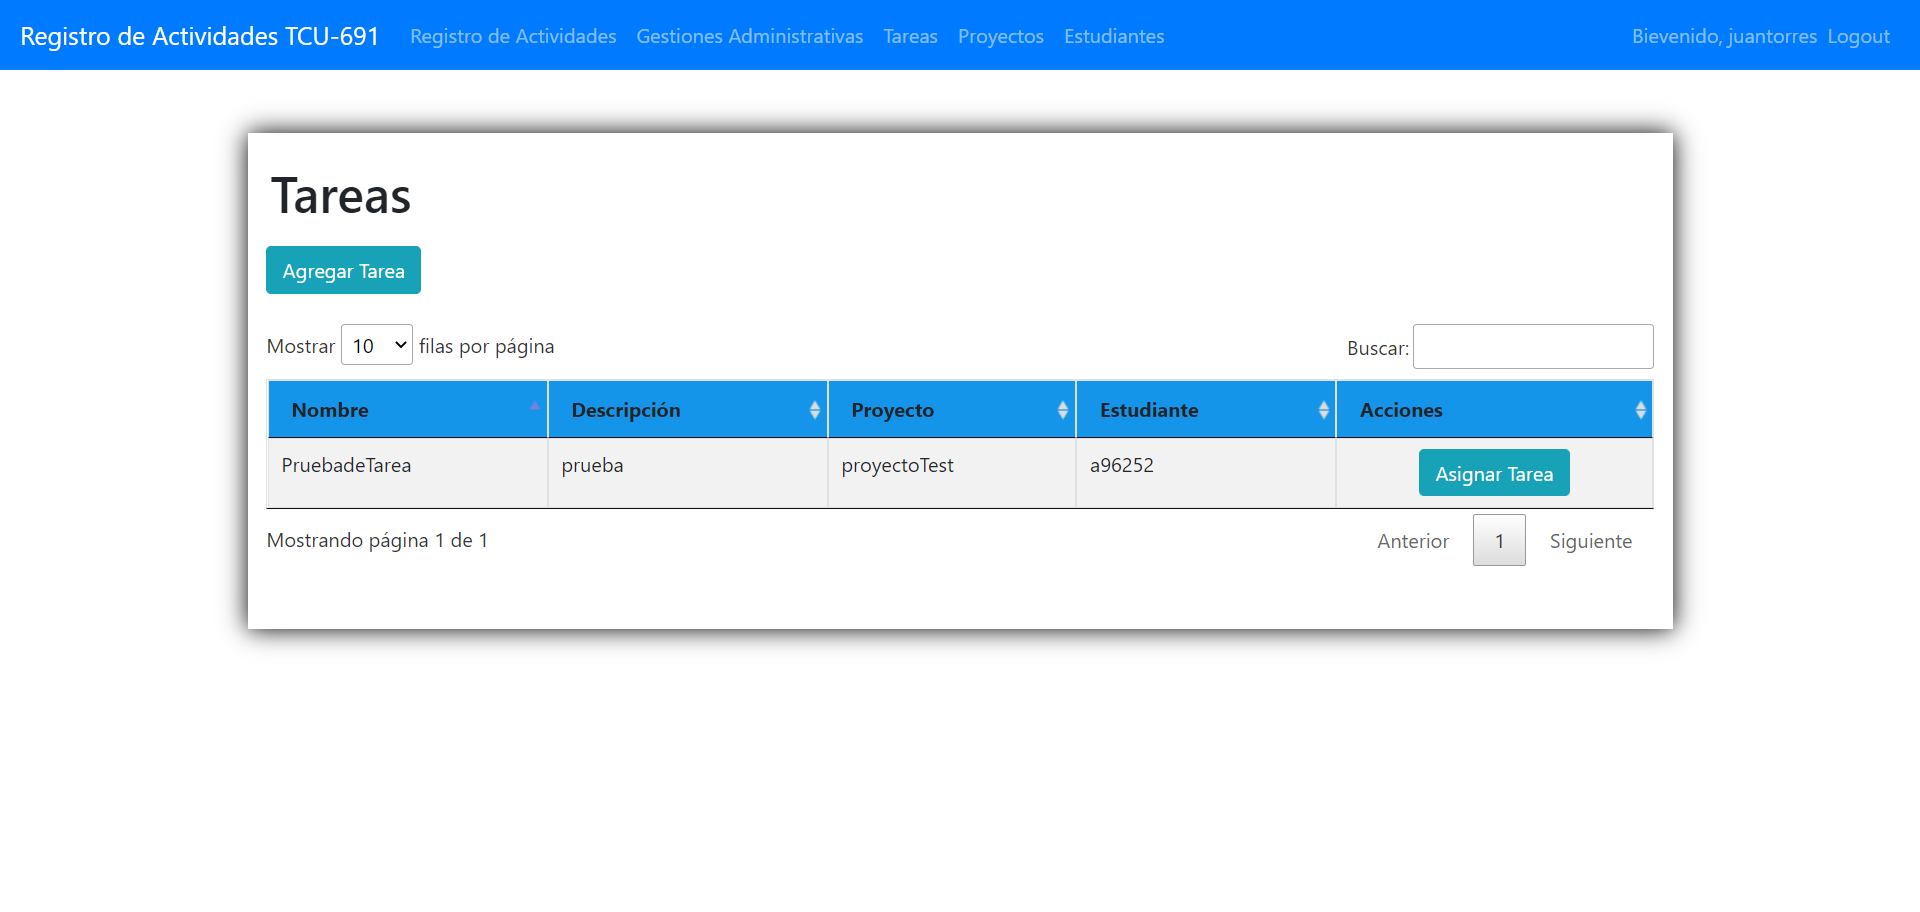 Registro de Actividades TCU-691 Registro de Actividades Gestiones Administrativas Tareas Proyectos Estudiantes Bievenido, juantorres Logout
Tareas
Agregar Tarea
Mostrar 10 filas por página Buscar:
Nombre Descripción Proyecto Estudiante Acciones
PruebadeTarea prueba proyectoTest a96252 Asignar Tarea
Mostrando página 1 de 1 Anterior 1 Siguiente